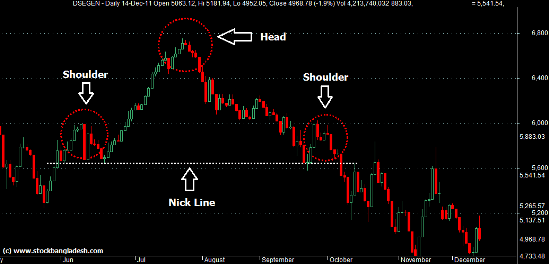 DSEGEN - Daily 14-Dec-11 Open 5063.12, Hi 5181.94, Lo 4952.05, Close 4968.78 (-1.9%) Vol 4,213,740,032 883.03,
= 5,541.54,
6,800
Head
Shoulder
Shoulder
6,400
6,000
5,883.03
5,600
5,541.54
Nick Line
5,265.57
5,200
5,137.51
4,968.78
(c) www.stockbangladesh.com
4,733.48
Jun
Jul
August
September
October
November
December